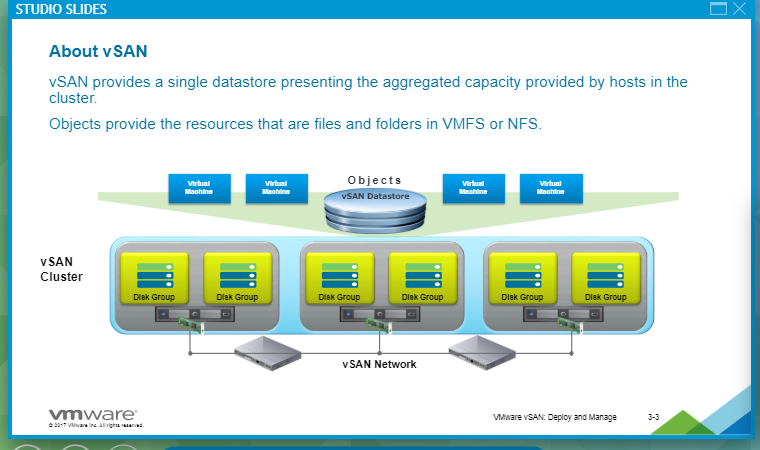 STUDIO SLIDES
About vSAN
vSAN provides a single datastore presenting the aggregated capacity provided by hosts in the
cluster.
Objects provide the resources that are files and folders in VMFS or NFS.
Objects
Virtual
Machine
Virtual
Machine
vSAN Datastore
Virtual
Machine
Virtual
Machine
vSAN
Cluster
Disk Group
Disk Group
Disk Group
Disk Group
Disk Group
Disk Group
vSAN Network
vmware
© 2017 VMware Inc. All rights reserved.
VMware vSAN: Deploy and Manage
3-3